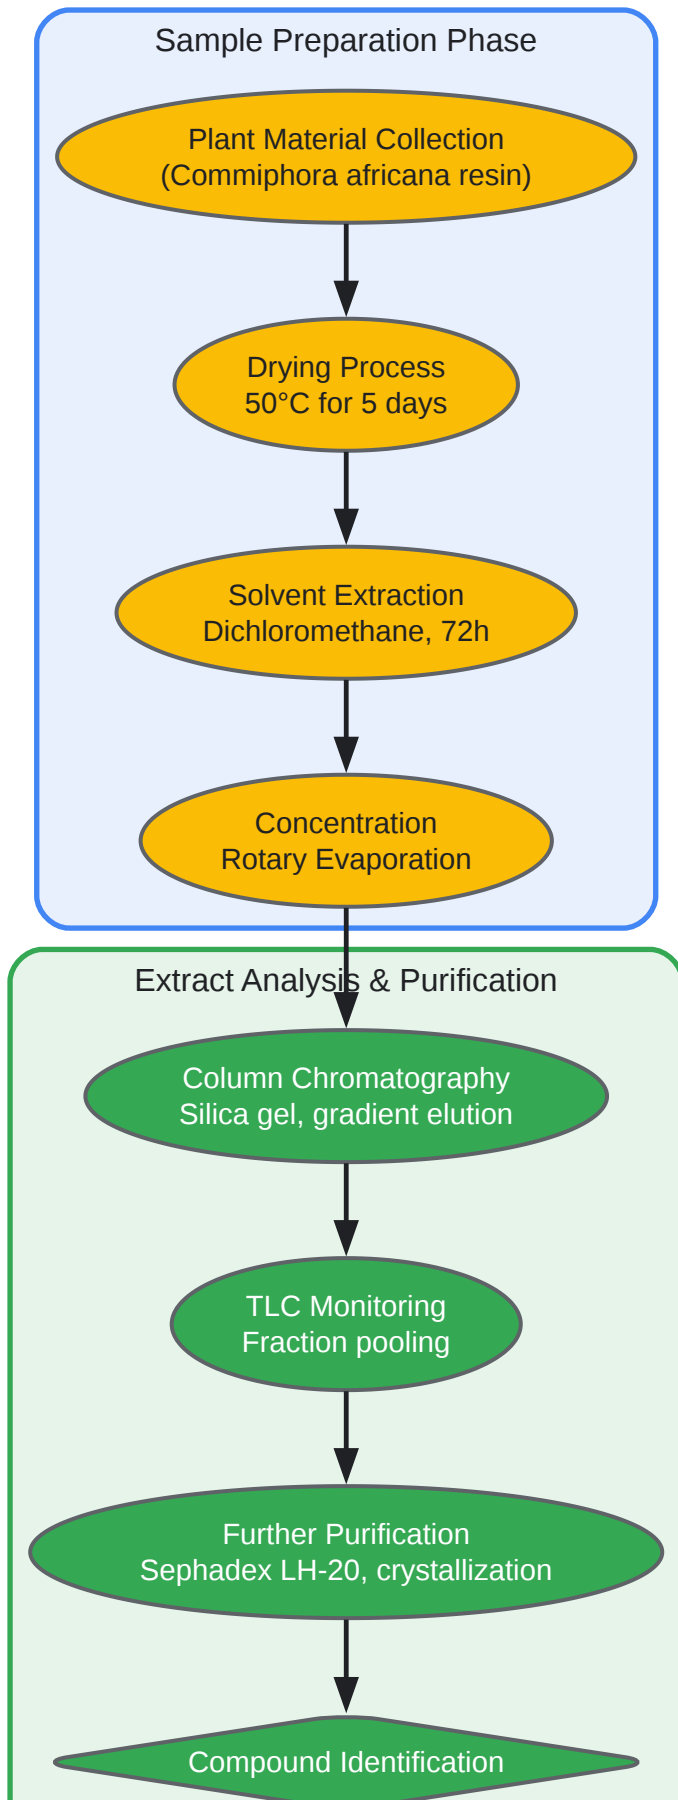 Sample Preparation Phase
Plant Material Collection
(Commiphora africana resin)
Drying Process
50°C for 5 days
Solvent Extraction
Dichloromethane, 72h
Concentration
Rotary Evaporation
Extract Analysis & Purification
Column Chromatography
Silica gel, gradient elution
TLC Monitoring
Fraction pooling
Further Purification
Sephadex LH-20, crystallization
Compound Identification